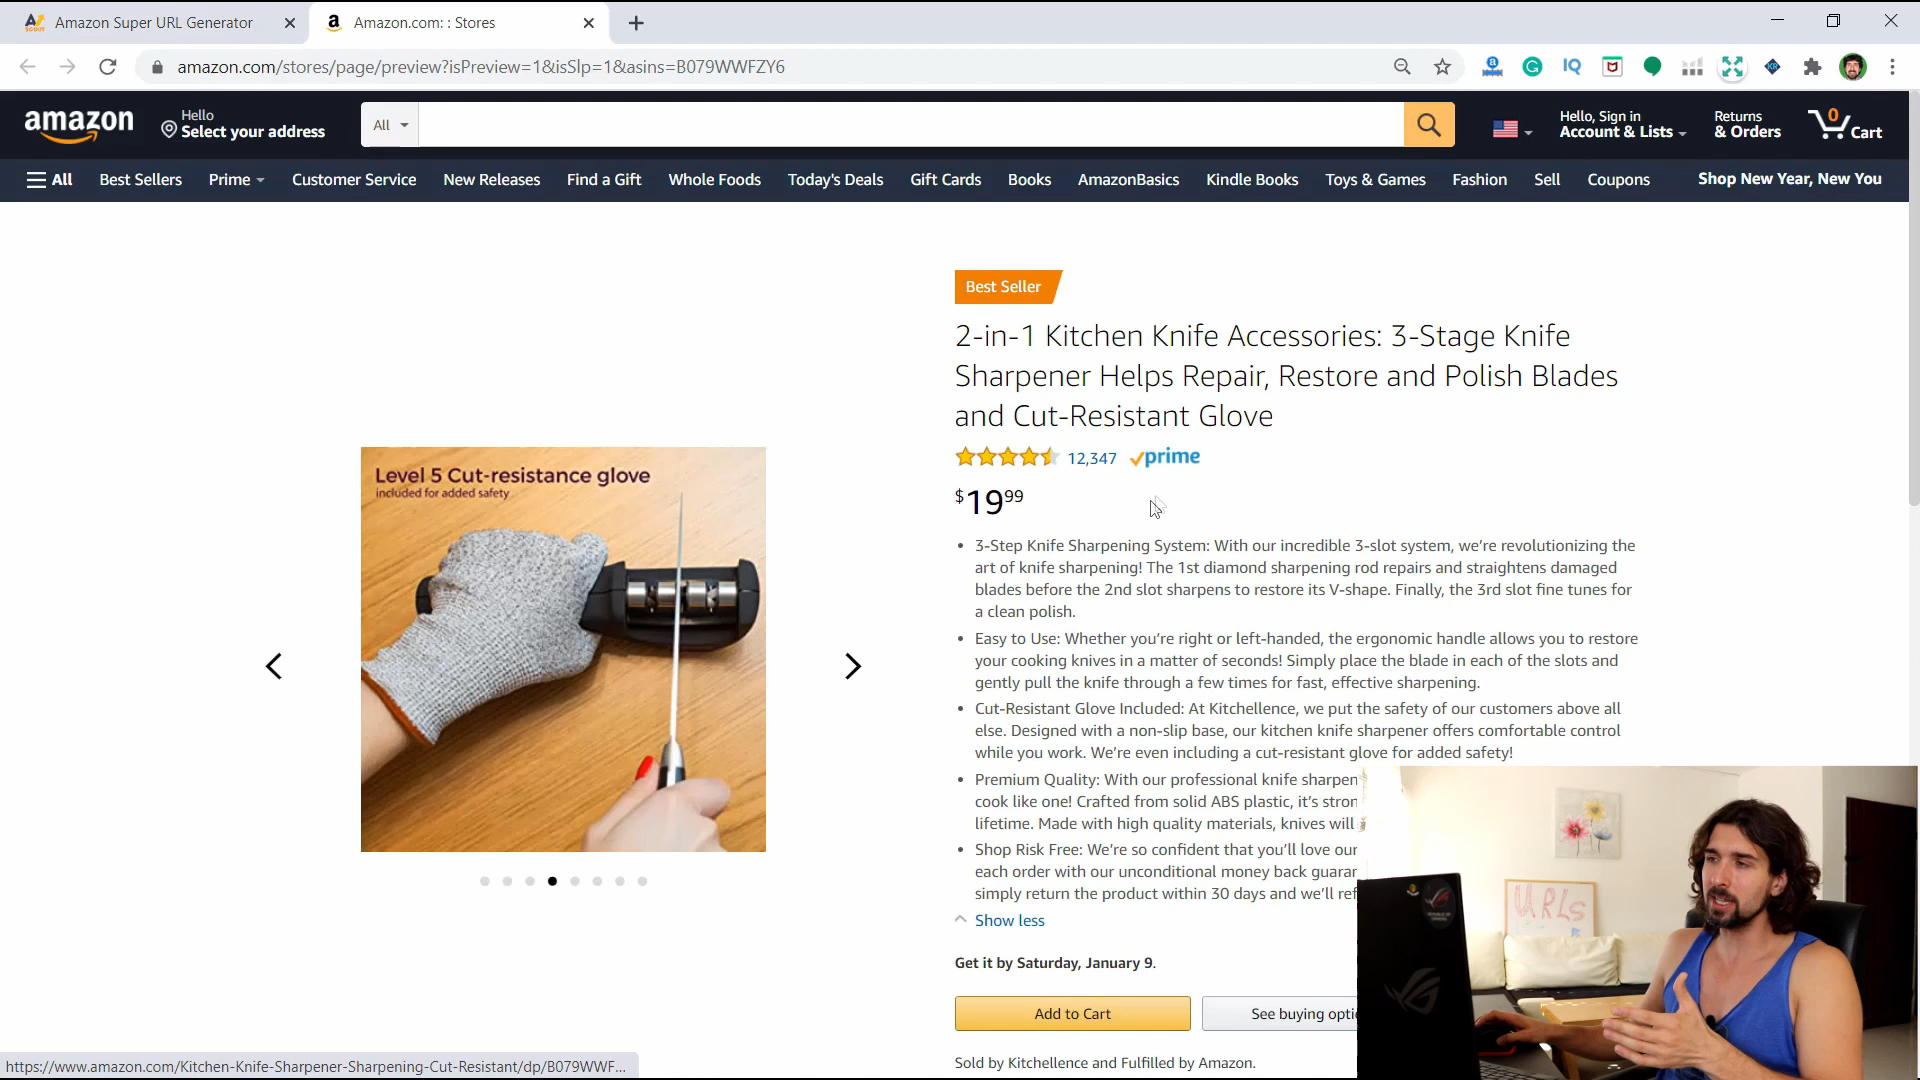 Amazon Super URL Generator
Amazon.com: : Stores
amazon.com/stores/page/preview?isPreview=1&isSlp=1&asins=B079WWFZY6
amazon
Hello
Select your address
All
Hello, Sign in
Account & Lists
Returns
& Orders
0
Cart
All
Best Sellers
Prime
Customer Service
New Releases
Find a Gift
Whole Foods
Today's Deals
Gift Cards
Books
AmazonBasics
Kindle Books
Toys & Games
Fashion
Sell
Coupons
Shop New Year, New You
Best Seller
2-in-1 Kitchen Knife Accessories: 3-Stage Knife
Sharpener Helps Repair, Restore and Polish Blades
and Cut-Resistant Glove
12,347
prime
$19 99
Level 5 Cut-resistance glove
included for added safety
• 3-Step Knife Sharpening System: With our incredible 3-slot system, we're revolutionizing the
art of knife sharpening! The 1st diamond sharpening rod repairs and straightens damaged
blades before the 2nd slot sharpens to restore its V-shape. Finally, the 3rd slot fine tunes for
a clean polish.
• Easy to Use: Whether you're right or left-handed, the ergonomic handle allows you to restore
your cooking knives in a matter of seconds! Simply place the blade in each of the slots and
gently pull the knife through a few times for fast, effective sharpening.
• Cut-Resistant Glove Included: At Kitchellence, we put the safety of our customers above all
else. Designed with a non-slip base, our kitchen knife sharpener offers comfortable control
while you work. We're even including a cut-resistant glove for added safety!
• Premium Quality: With our professional knife sharpen
cook like one! Crafted from solid ABS plastic, it's stron
lifetime. Made with high quality materials, knives will
• Shop Risk Free: We're so confident that you'll love our
each order with our unconditional money back guaran
simply return the product within 30 days and we'll ref
Show less
Get it by Saturday, January 9.
Add to Cart
See buying optio
Sold by Kitchellence and Fulfilled by Amazon.
URLs
https://www.amazon.com/Kitchen-Knife-Sharpener-Sharpening-Cut-Resistant/dp/B079WWF...